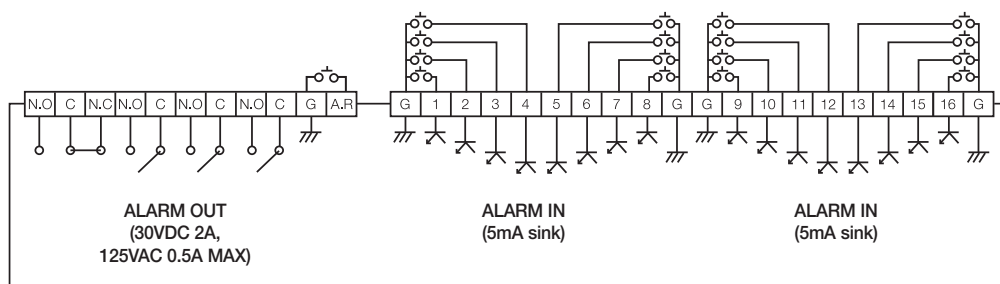 N.O C N.C N.O C N.O C N.O C G A.R G 1 2 3 4 5 6 7 8 G G 9 10 11 12 13 14 15 16 G
ALARM OUT
(30VDC 2A,
125VAC 0.5A MAX)
ALARM IN
(5mA sink)
ALARM IN
(5mA sink)